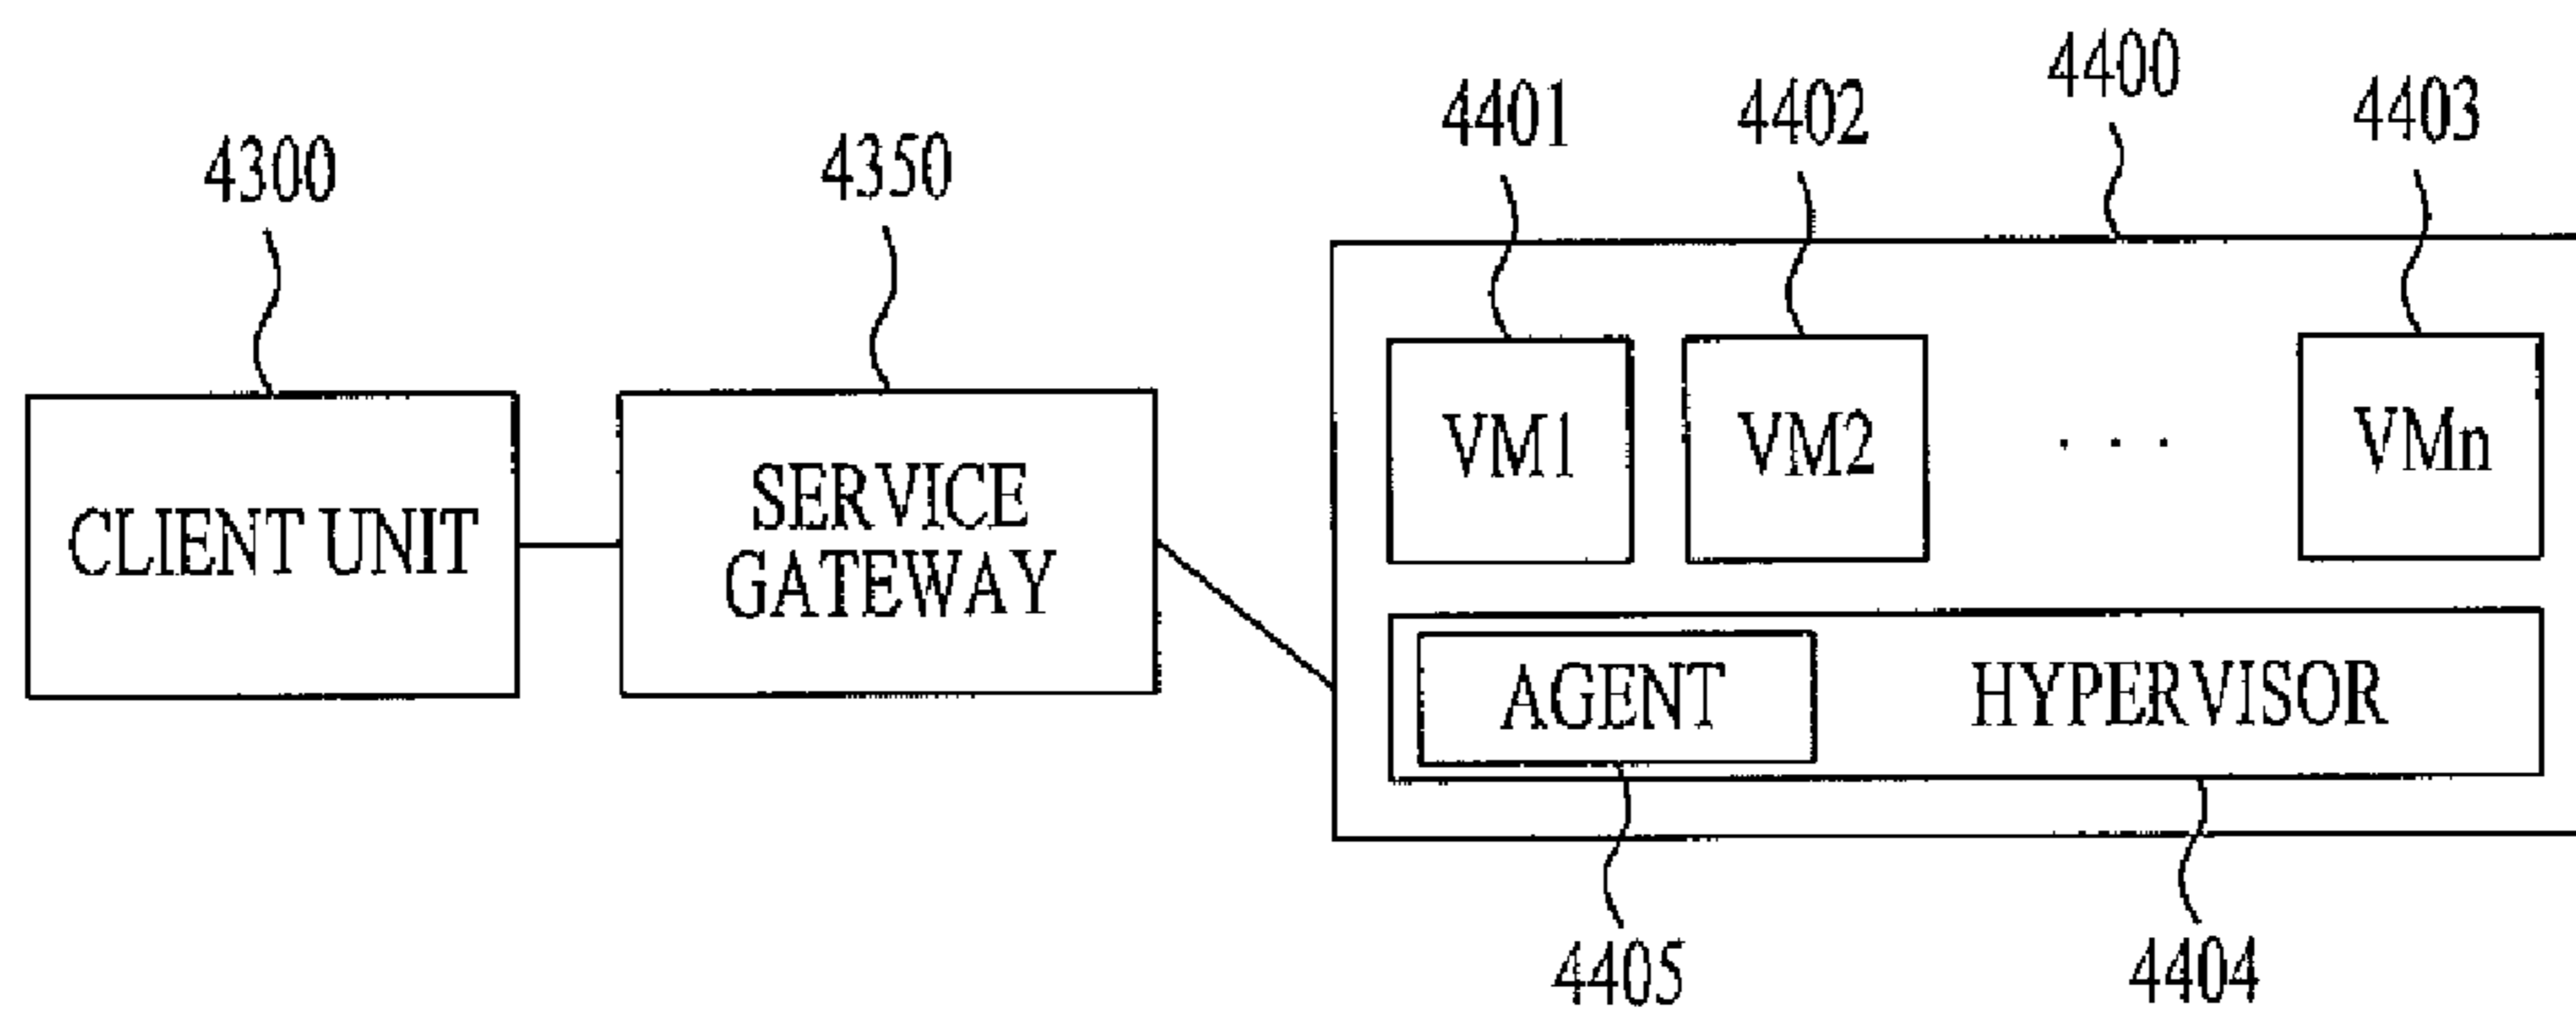 4300
4350
4401
4402
4400
4403
CLIENT UNIT
SERVICE
GATEWAY
VM1
VM2
. . .
VMn
AGENT
HYPERVISOR
4405
4404